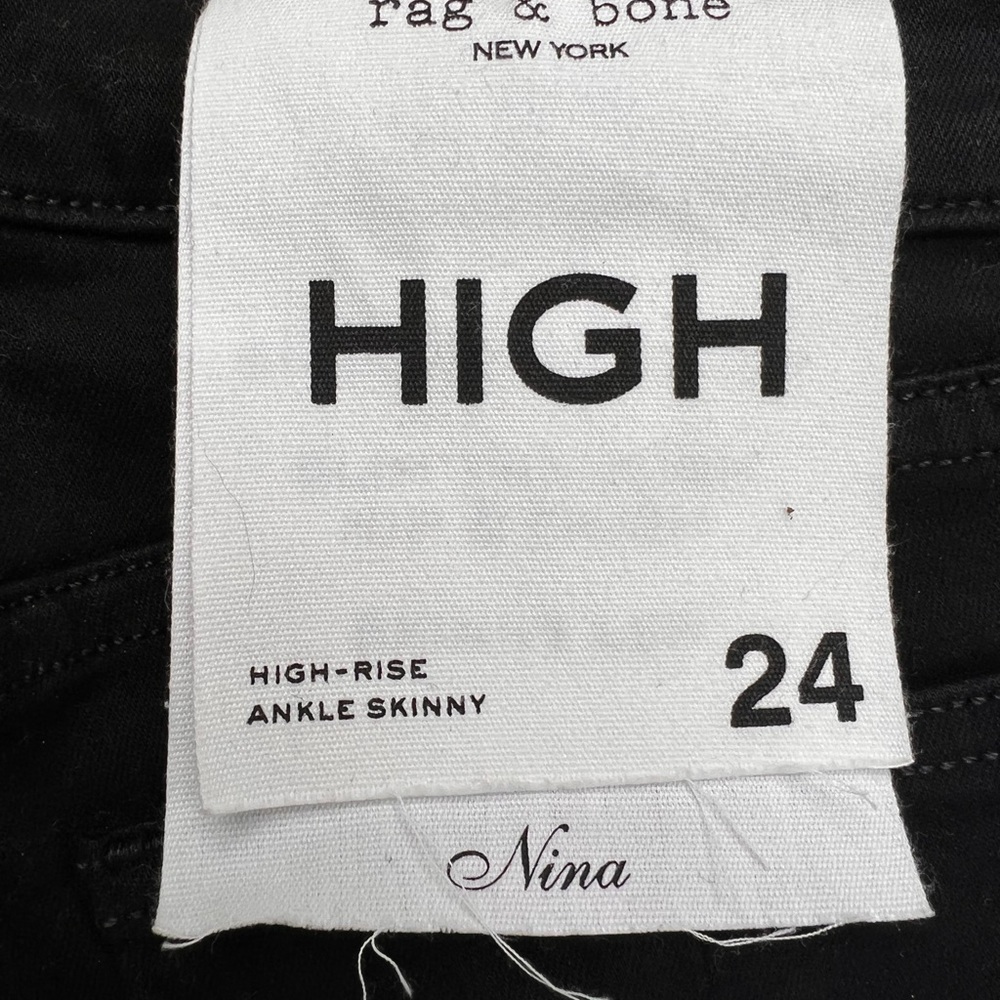 rag & bone
NEW YORK
HIGH
HIGH-RISE
ANKLE SKINNY
24
Nina